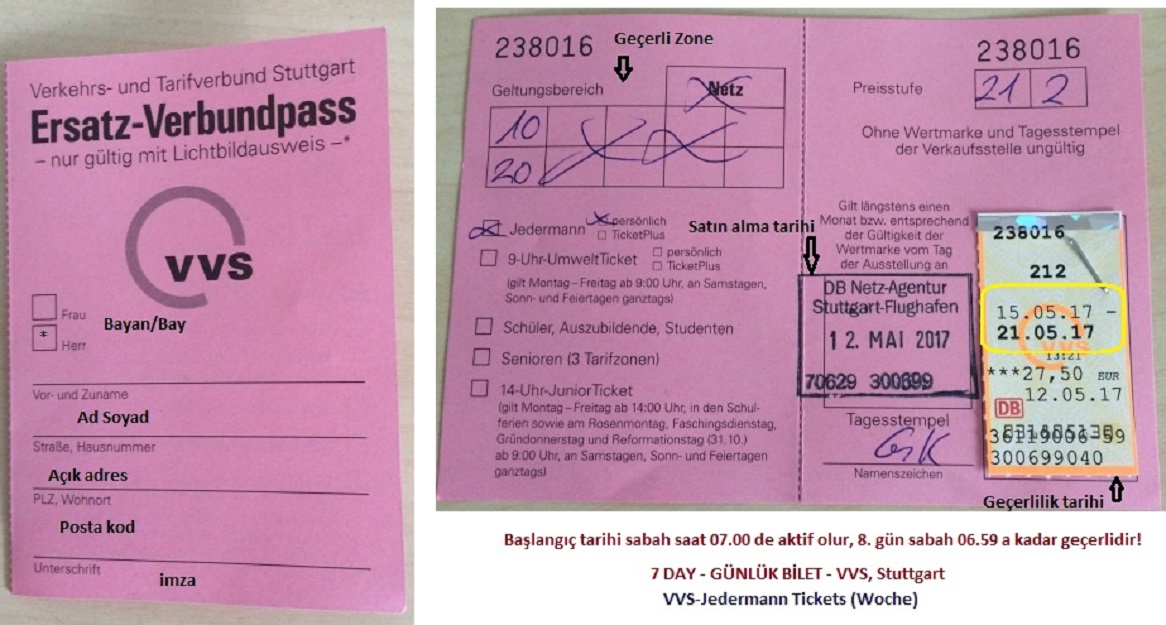 Verkehrs- und Tarifverbund Stuttgart
Ersatz-Verbundpass
– nur gültig mit Lichtbildausweis –*
vvs
Frau
Bayan/Bay
* Herr
Vor- und Zuname
Ad Soyad
Straße, Hausnummer
Açık adres
PLZ, Wohnort
Posta kod
Unterschrift
imza
238016
Geçerli Zone
Geltungsbereich
Netz
10
20
Jedermann
persönlich
TicketPlus
9-Uhr-UmweltTicket
persönlich
TicketPlus
(gilt Montag – Freitag ab 9:00 Uhr, an Samstagen,
Sonn- und Feiertagen ganztags)
Schüler, Auszubildende, Studenten
Senioren (3 Tarifzonen)
14-Uhr-JuniorTicket
(gilt Montag – Freitag ab 14:00 Uhr, in den Schul-
ferien sowie am Rosenmontag, Faschingsdienstag,
Gründonnerstag und Reformationstag (31.10.)
ab 9:00 Uhr, an Samstagen, Sonn- und Feiertagen
ganztags)
238016
Preisstufe
21 2
Ohne Wertmarke und Tagesstempel
der Verkaufsstelle ungültig
Gilt längstens einen
Monat bzw. entsprechend
der Gültigkeit der
Wertmarke vom Tag
der Ausstellung an
Satın alma tarihi
DB Netz-Agentur
Stuttgart-Flughafen
12. MAI 2017
70629 300699
Tagesstempel
Namenszeichen
238016
212
15.05.17 -
21.05.17
13:21
***27,50 EUR
12.05.17
DB
36119006-59
300699040
Geçerlilik tarihi
Başlangıç tarihi sabah saat 07.00 de aktif olur, 8. gün sabah 06.59 a kadar geçerlidir!
7 DAY - GÜNLÜK BİLET - VVS, Stuttgart
VVS-Jedermann Tickets (Woche)